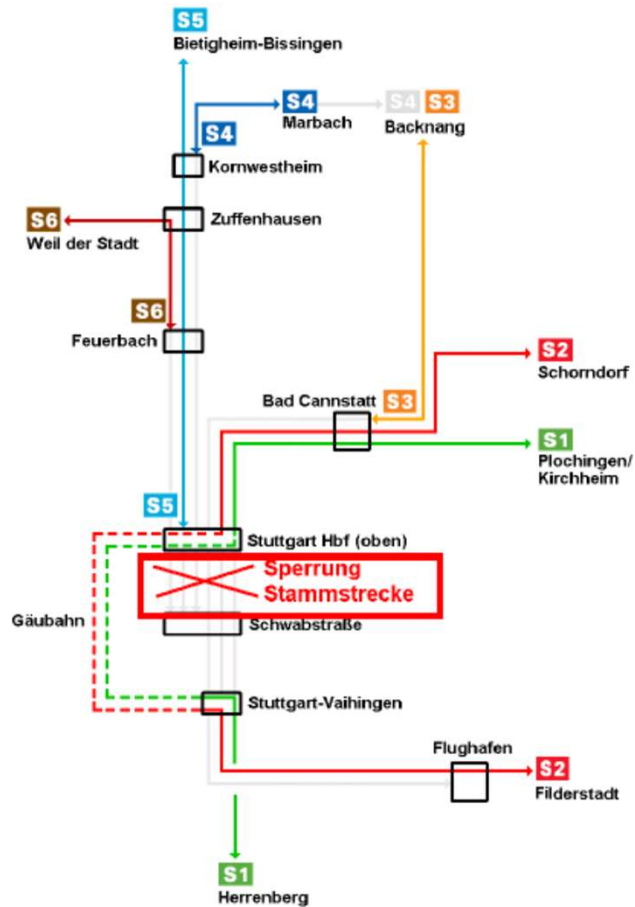 S5
Bietigheim-Bissingen
S4
Marbach
S4 S3
Backnang
S4
Kornwestheim
S6
Weil der Stadt
Zuffenhausen
S6
Feuerbach
S2
Schorndorf
Bad Cannstatt
S3
S1
Plochingen/
Kirchheim
S5
Stuttgart Hbf (oben)
Sperrung
Stammstrecke
Gäubahn
Schwabstraße
Stuttgart-Vaihingen
Flughafen
S2
Filderstadt
S1
Herrenberg